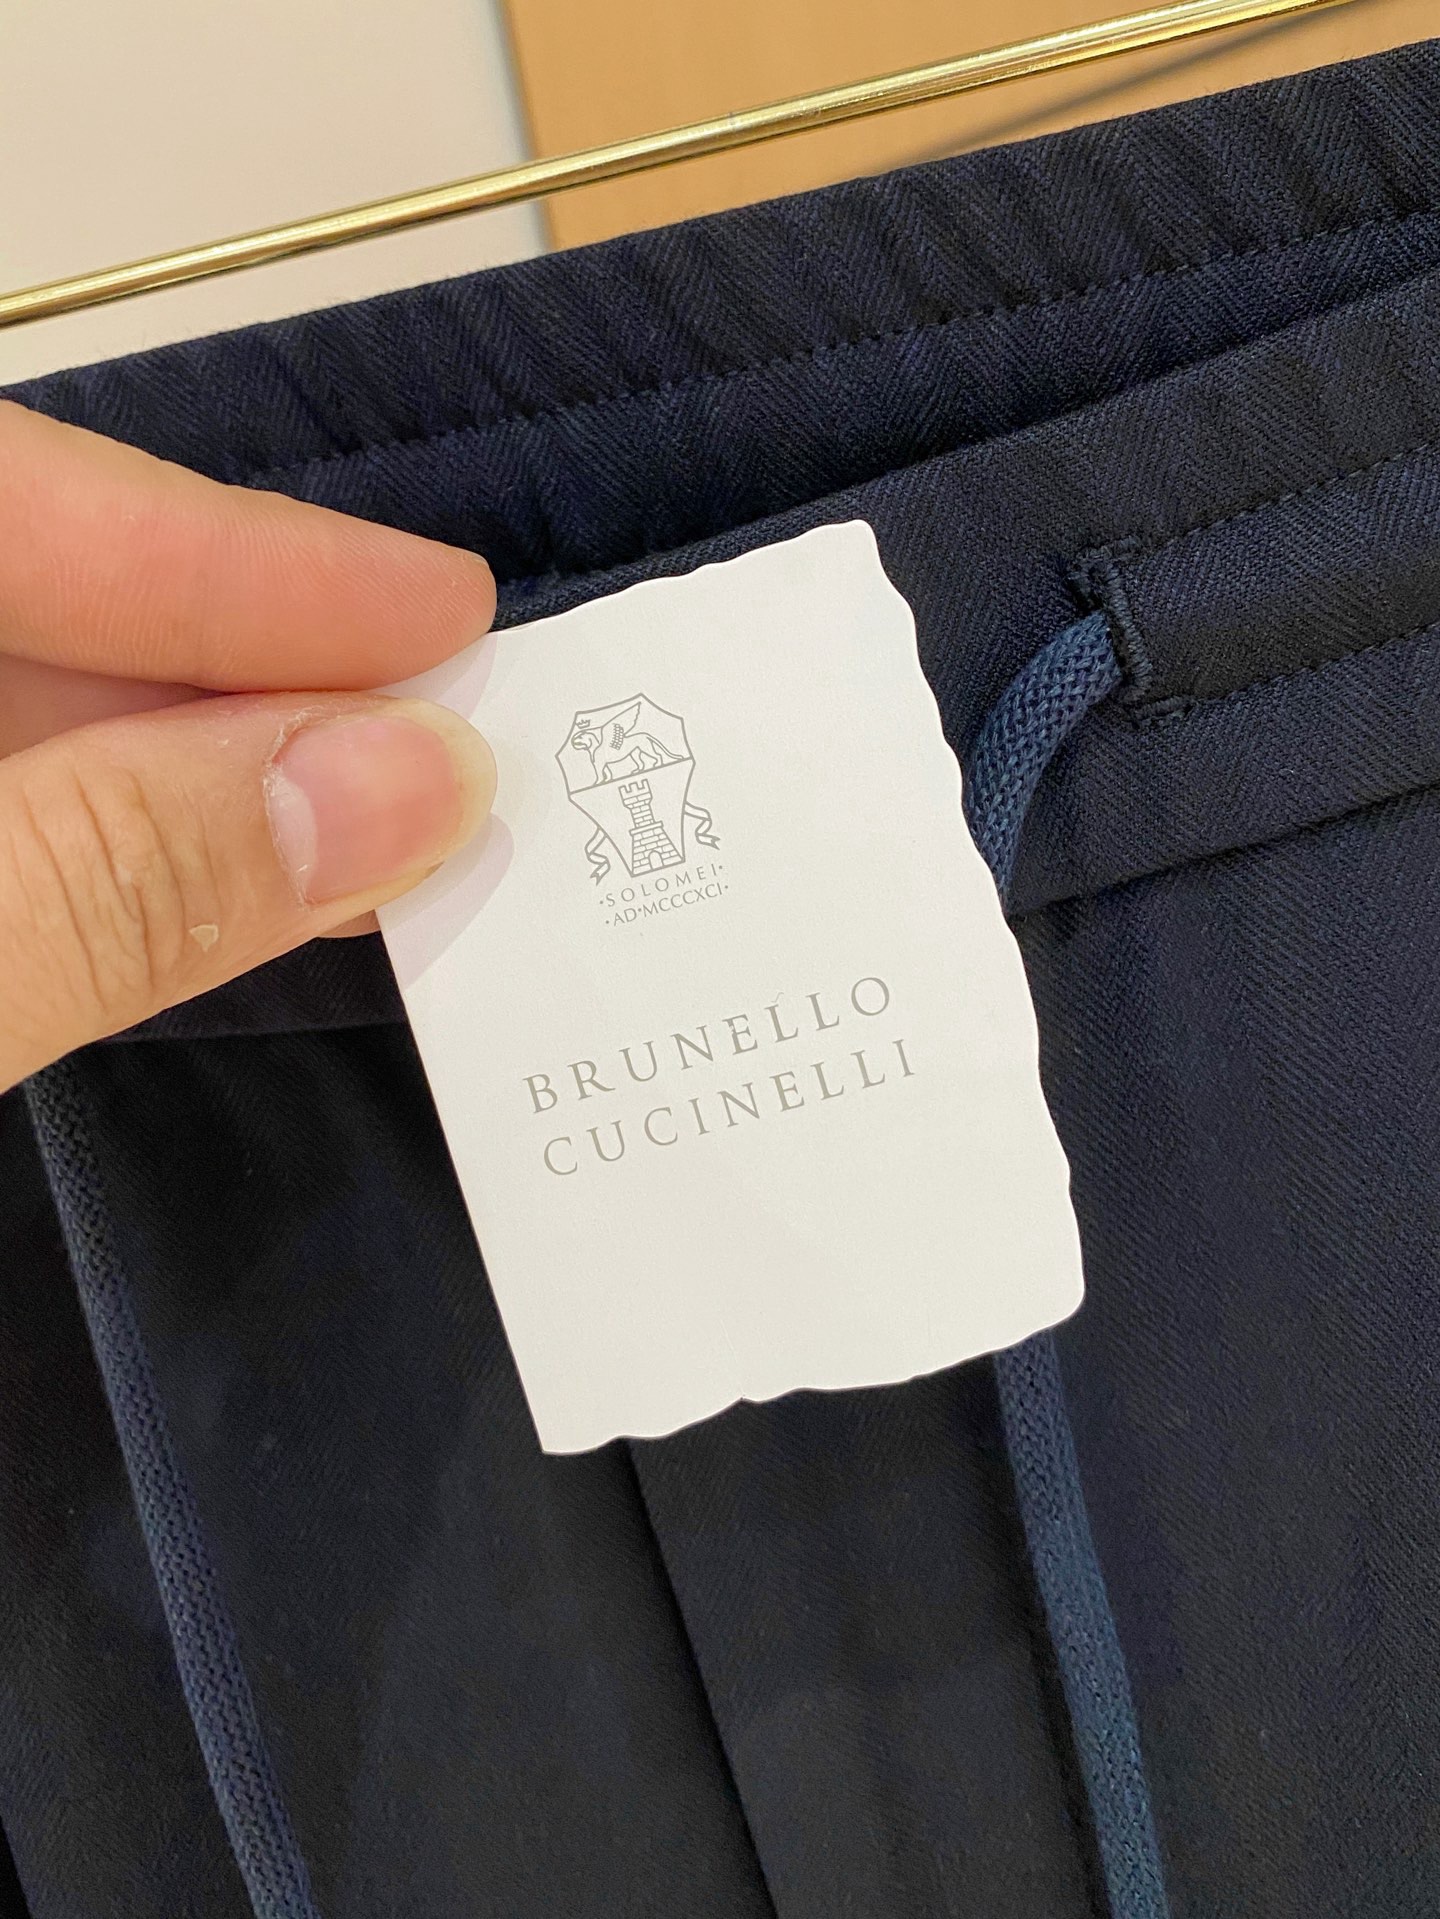 ·SOLOMEI·
·AD·MCCCXCI·
BRUNELLO
CUCINELLI